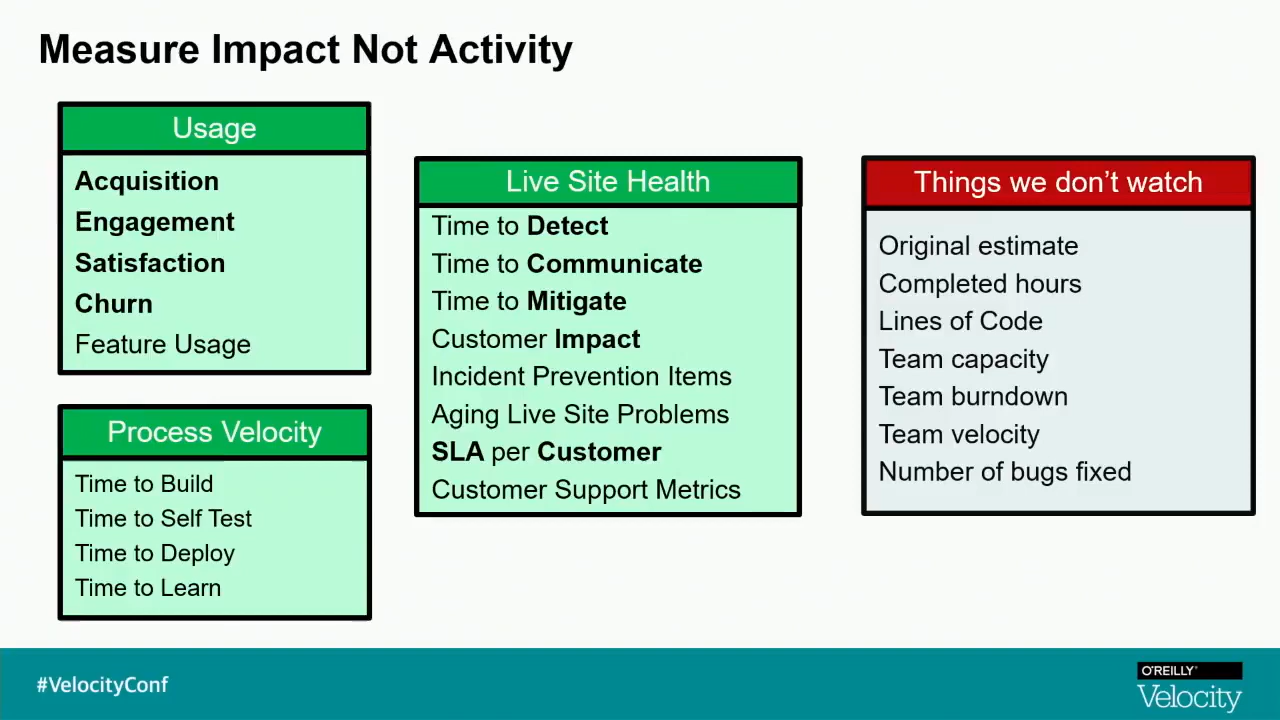 Measure Impact Not Activity
Usage
Acquisition
Engagement
Satisfaction
Churn
Feature Usage
Process Velocity
Time to Build
Time to Self Test
Time to Deploy
Time to Learn
Live Site Health
Time to Detect
Time to Communicate
Time to Mitigate
Customer Impact
Incident Prevention Items
Aging Live Site Problems
SLA per Customer
Customer Support Metrics
Things we don't watch
Original estimate
Completed hours
Lines of Code
Team capacity
Team burndown
Team velocity
Number of bugs fixed
#VelocityConf
O'REILLY®
Velocity